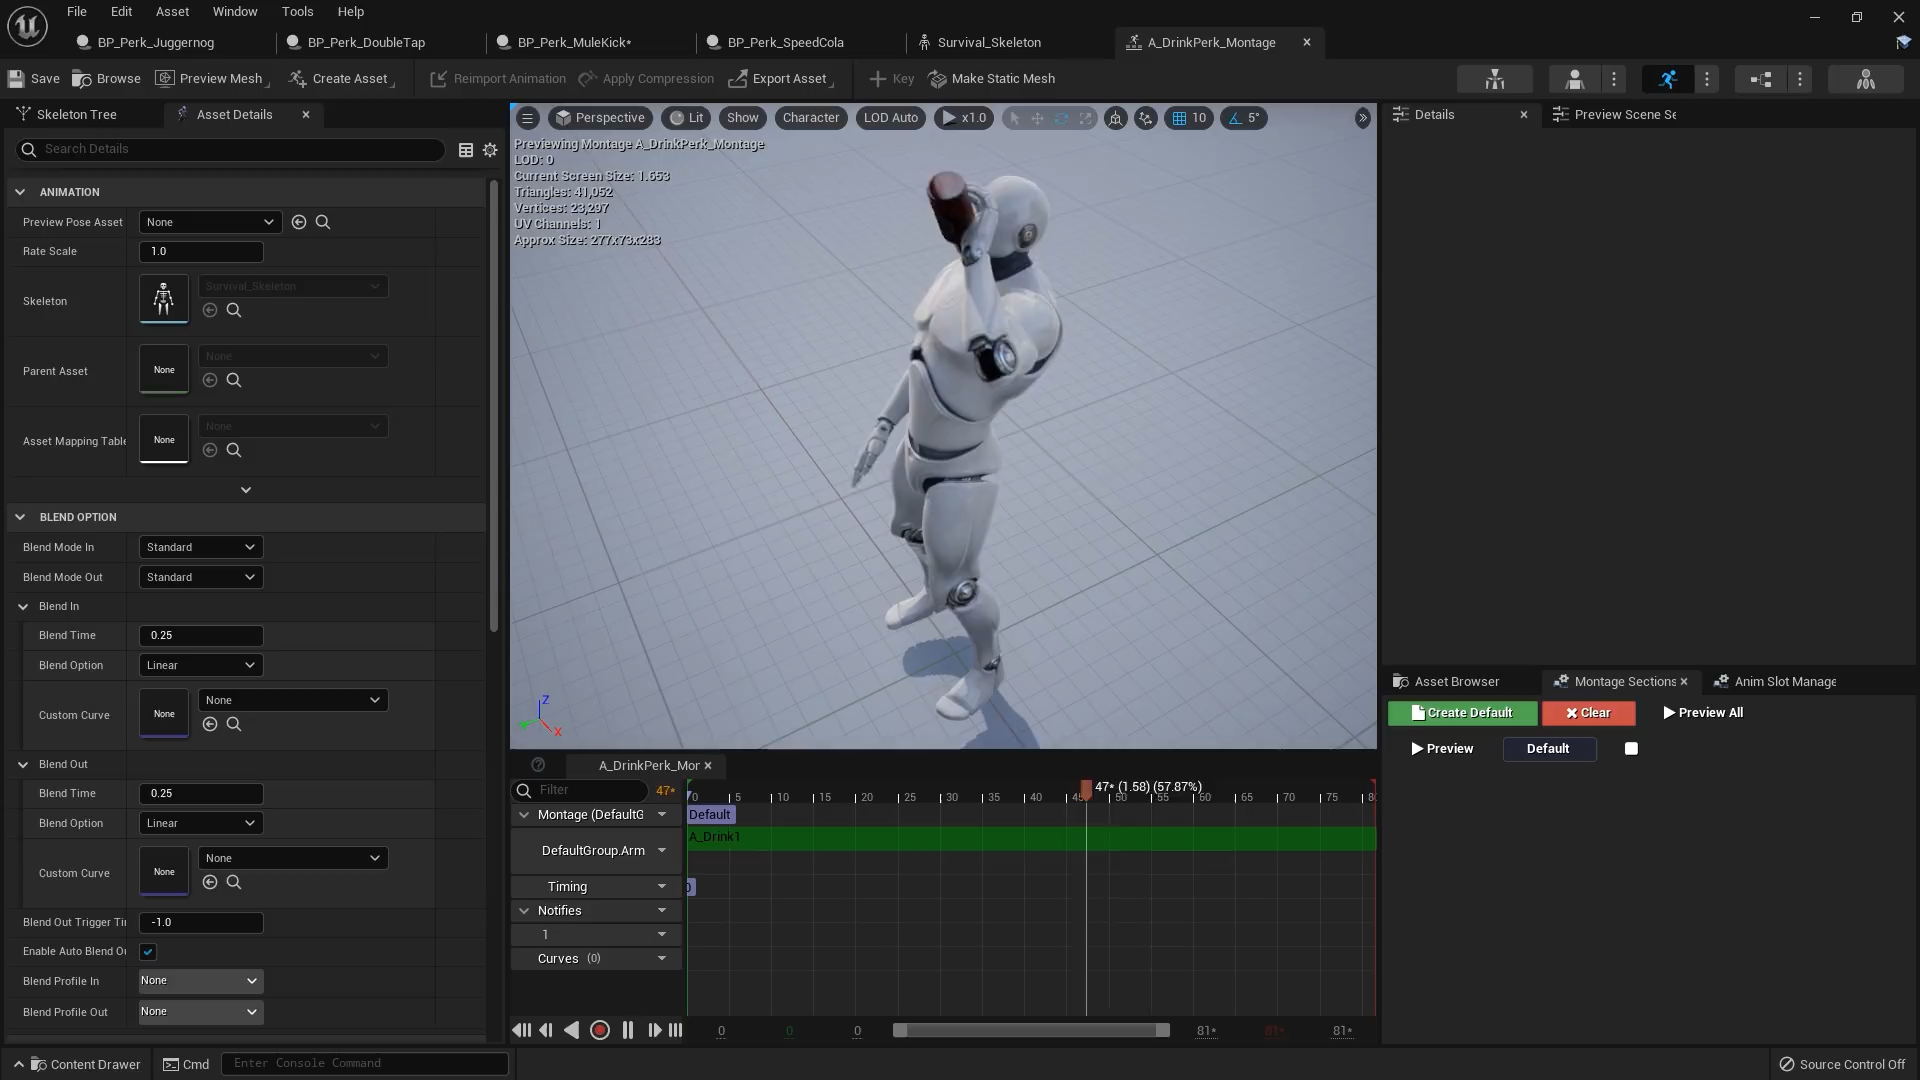 File Edit Asset Window Tools Help
BP_Perk_Juggernog BP_Perk_DoubleTap BP_Perk_MuleKick* BP_Perk_SpeedCola Survival_Skeleton A_DrinkPerk_Montage
Save Browse Preview Mesh Create Asset Reimport Animation Apply Compression Export Asset Key Make Static Mesh
Skeleton Tree Asset Details
Search Details
ANIMATION
Preview Pose Asset None
Rate Scale 1.0
Skeleton Survival_Skeleton
Parent Asset None None
Asset Mapping Table None None
BLEND OPTION
Blend Mode In Standard
Blend Mode Out Standard
Blend In
Blend Time 0.25
Blend Option Linear
Custom Curve None None
Blend Out
Blend Time 0.25
Blend Option Linear
Custom Curve None None
Blend Out Trigger Ti
-1.0
Enable Auto Blend Ou
Blend Profile In None
Blend Profile Out None
Perspective Lit Show Character LOD Auto x1.0 10 5°
Previewing Montage A_DrinkPerk_Montage
LOD: 0
Current Screen Size: 1.653
Triangles: 41,052
Vertices: 23,297
UV Channels: 1
Approx Size: 277x73x283
Z
X
A_DrinkPerk_Mor
Filter 47*
47* (1.58) (57.87%)
0 5 10 15 20 25 30 35 40 45 50 55 60 65 70 75 8
Montage (DefaultG Default
A_Drink1
DefaultGroup.Arm
Timing
Notifies
1
Curves (0)
0 0 0 81* 81* 81*
Details Preview Scene Se
Asset Browser Montage Sections Anim Slot Manage
Create Default Clear Preview All
Preview Default
Content Drawer Cmd Enter Console Command Source Control Off